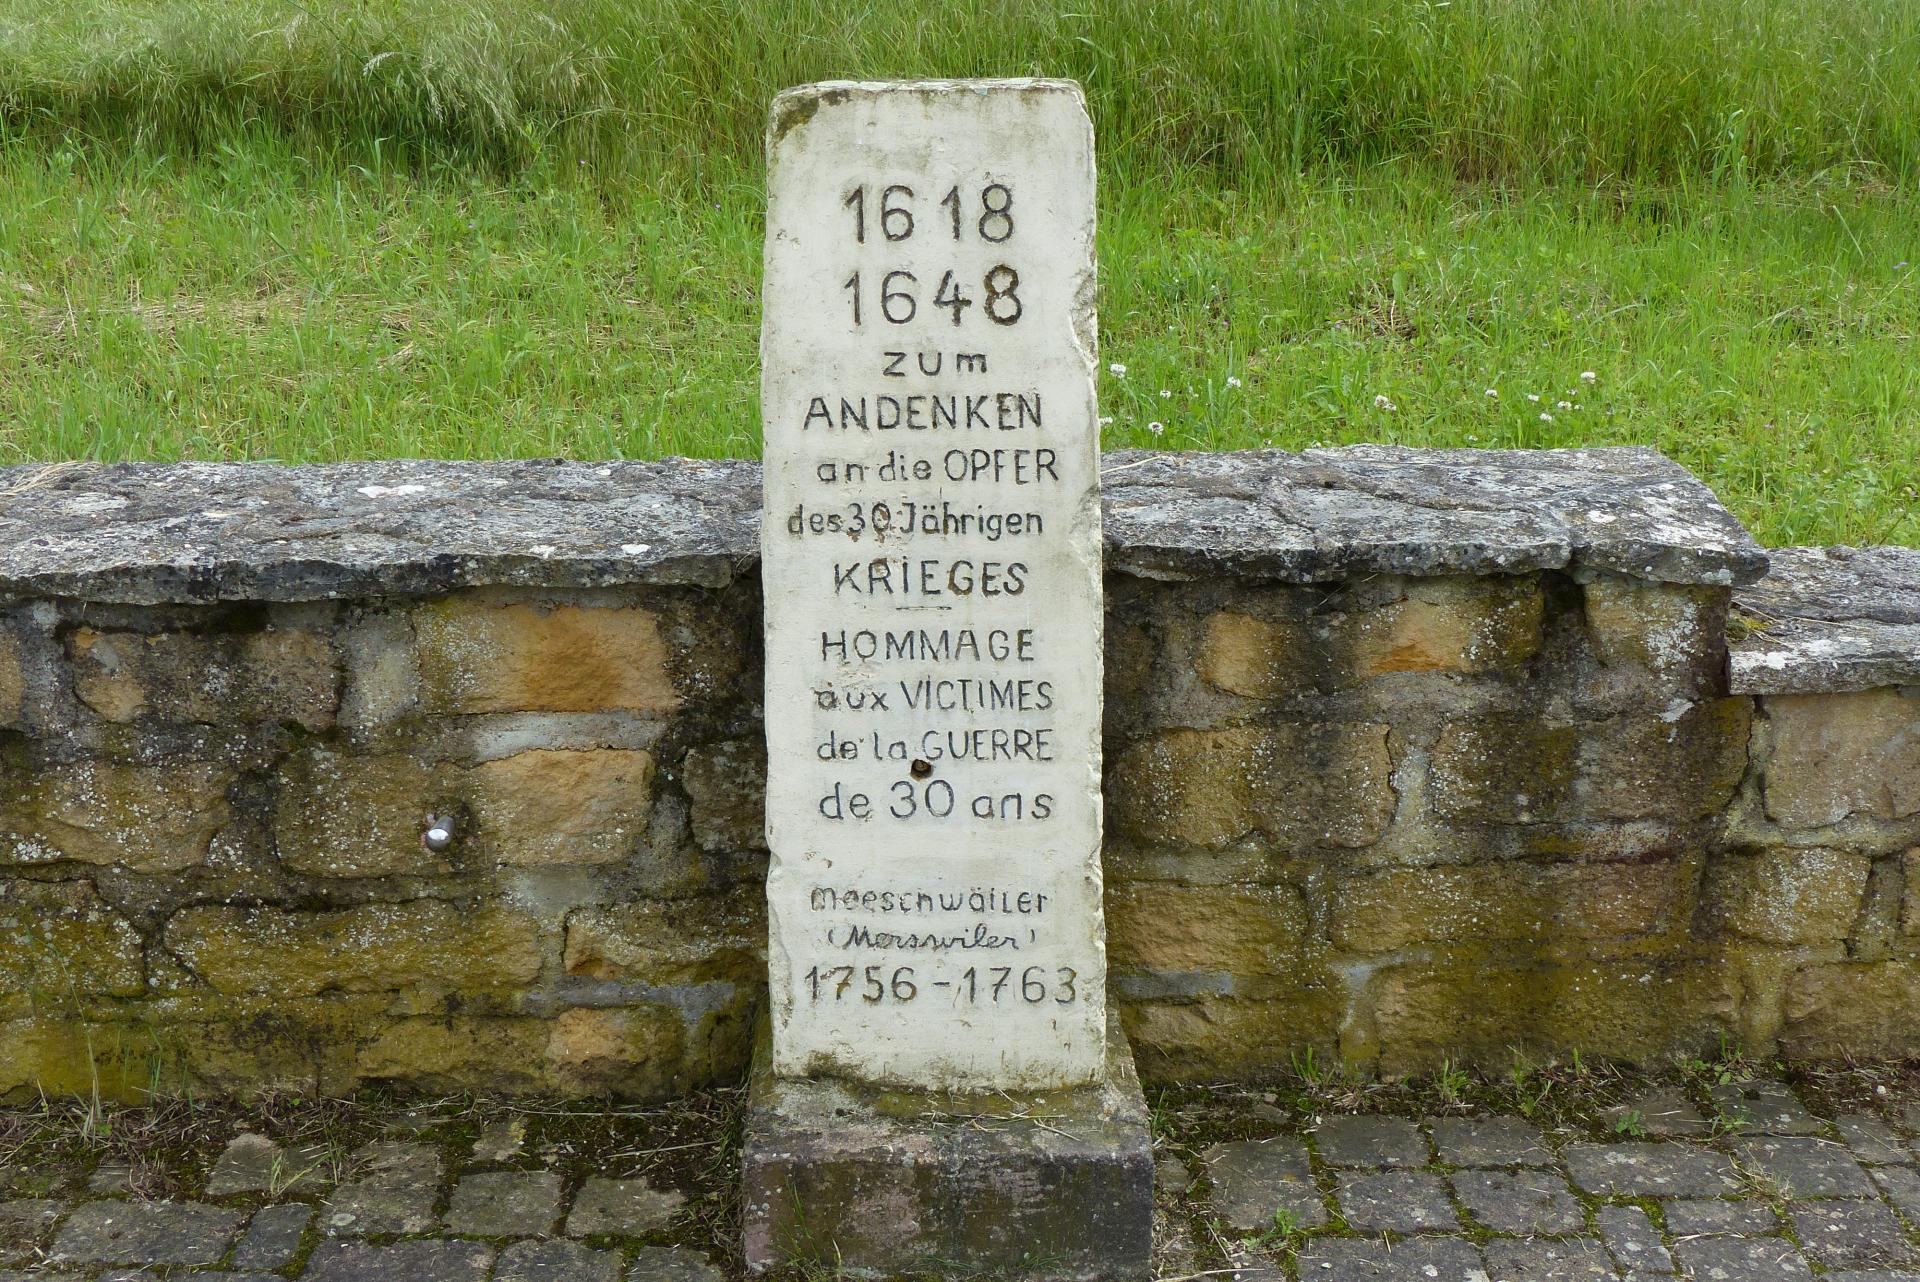 1618
1648
zum
ANDENKEN
an die OPFER
des 30 Jährigen
KRIEGES
HOMMAGE
aux VICTIMES
de la GUERRE
de 30 ans
meeschwäller
(Merswiler)
1756-1763